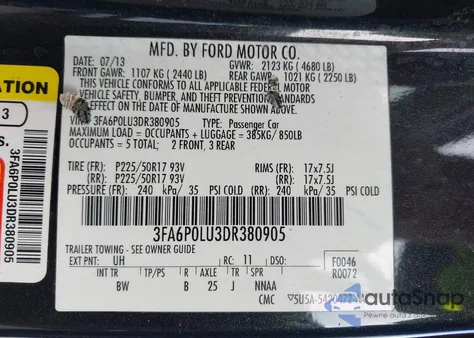 MFD. BY FORD MOTOR CO.
DATE: 07/13 GVWR: 2123 KG (4680 LB)
FRONT GAWR: 1107 KG (2440 LB) REAR GAWR: 1021 KG (2250 LB)
THIS VEHICLE CONFORMS TO ALL APPLICABLE FEDERAL MOTOR
VEHICLE SAFETY, BUMPER, AND THEFT PREVENTION STANDARDS
IN EFFECT ON THE DATE OF MANUFACTURE SHOWN ABOVE
VIN: 3FA6P0LU3DR380905 TYPE: Passenger Car
MAXIMUM LOAD = OCCUPANTS + LUGGAGE = 385KG/ 850LB
OCCUPANTS = 5 TOTAL; 2 FRONT, 3 REAR
TIRE (FR): P225/50R17 93V RIMS (FR): 17x7.5J
(RR): P225/50R17 93V (RR): 17x7.5J
PRESSURE (FR): 240 kPa/ 35 PSI COLD (RR): 240 kPa/ 35 PSI COLD
3FA6P0LU3DR380905
TRAILER TOWING - SEE OWNER GUIDE
EXT PNT: UH RC: 11 DSO: F0046
R0072
INT TR TP/PS R AXLE TR SPR
BW B 25 J NNAA
CMC
3
S.
3FA6P0LU3DR380905
autoSnap
Pewne auto z